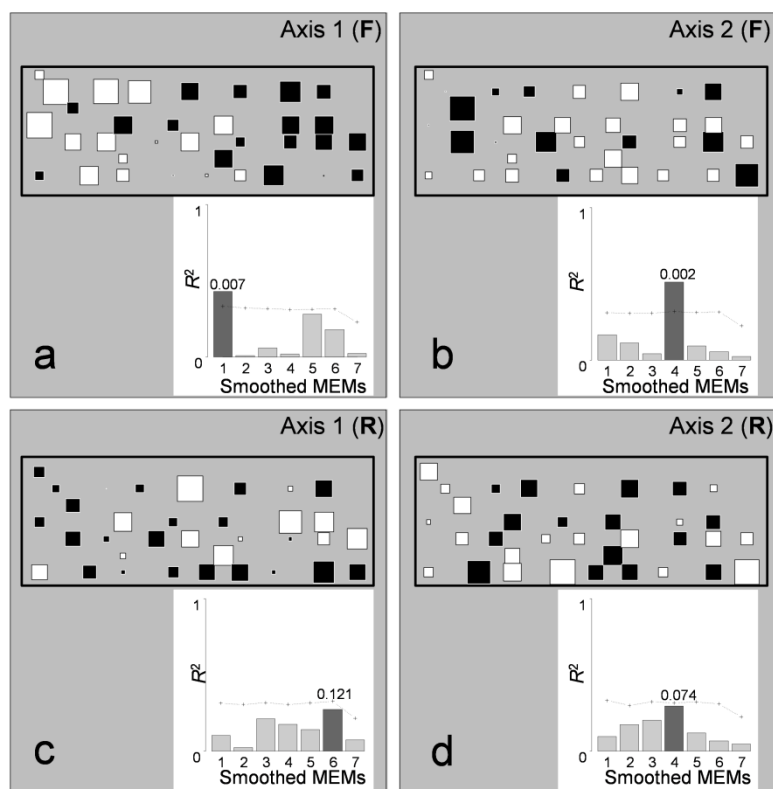 Axis 1 (F)
1
R²
0.007
0
1 2 3 4 5 6 7
Smoothed MEMs
a
Axis 2 (F)
1
R²
0.002
0
1 2 3 4 5 6 7
Smoothed MEMs
b
Axis 1 (R)
1
R²
0.121
0
1 2 3 4 5 6 7
Smoothed MEMs
c
Axis 2 (R)
1
R²
0.074
0
1 2 3 4 5 6 7
Smoothed MEMs
d